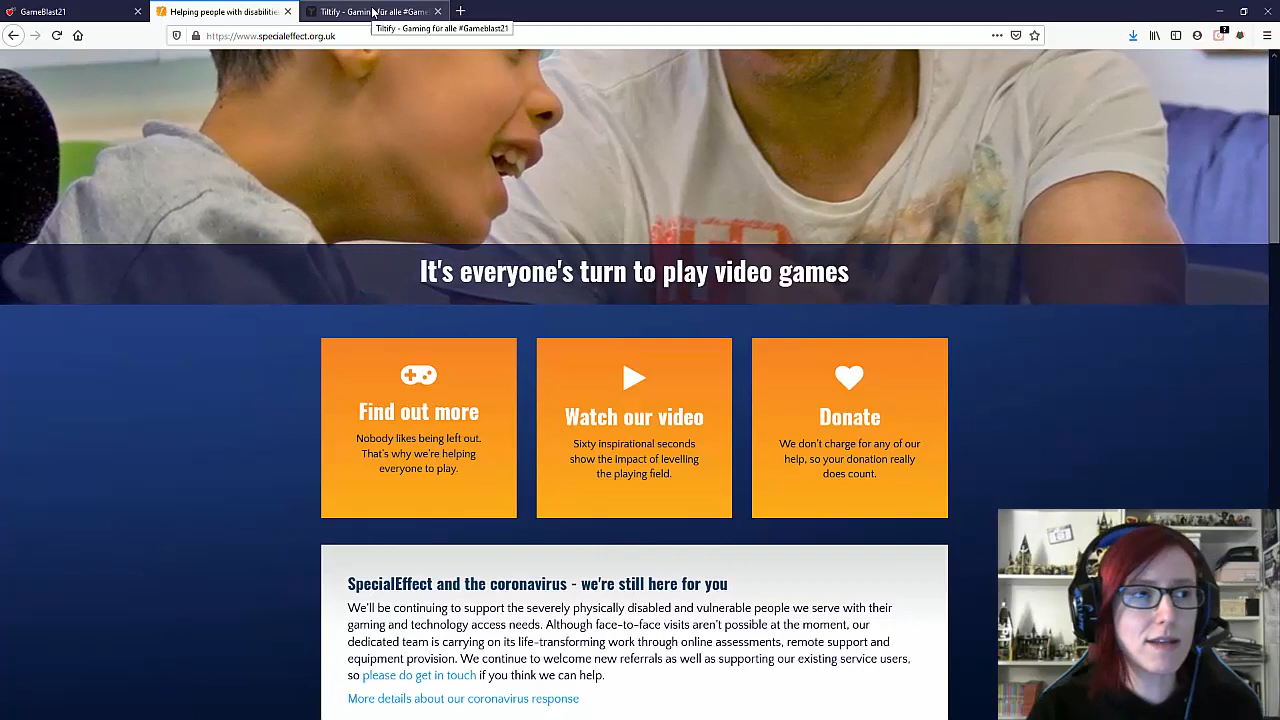 GameBlast21
Helping people with disabilitie
Tiltify - Gaming für alle #Game
Tiltify - Gaming für alle #Gameblast21
https://www.specialeffect.org.uk
It's everyone's turn to play video games
Find out more
Nobody likes being left out.
That's why we're helping
everyone to play.
Watch our video
Sixty inspirational seconds
show the impact of levelling
the playing field.
Donate
We don't charge for any of our
help, so your donation really
does count.
SpecialEffect and the coronavirus - we're still here for you
We'll be continuing to support the severely physically disabled and vulnerable people we serve with their
gaming and technology access needs. Although face-to-face visits aren't possible at the moment, our
dedicated team is carrying on its life-transforming work through online assessments, remote support and
equipment provision. We continue to welcome new referrals as well as supporting our existing service users,
so please do get in touch if you think we can help.
More details about our coronavirus response